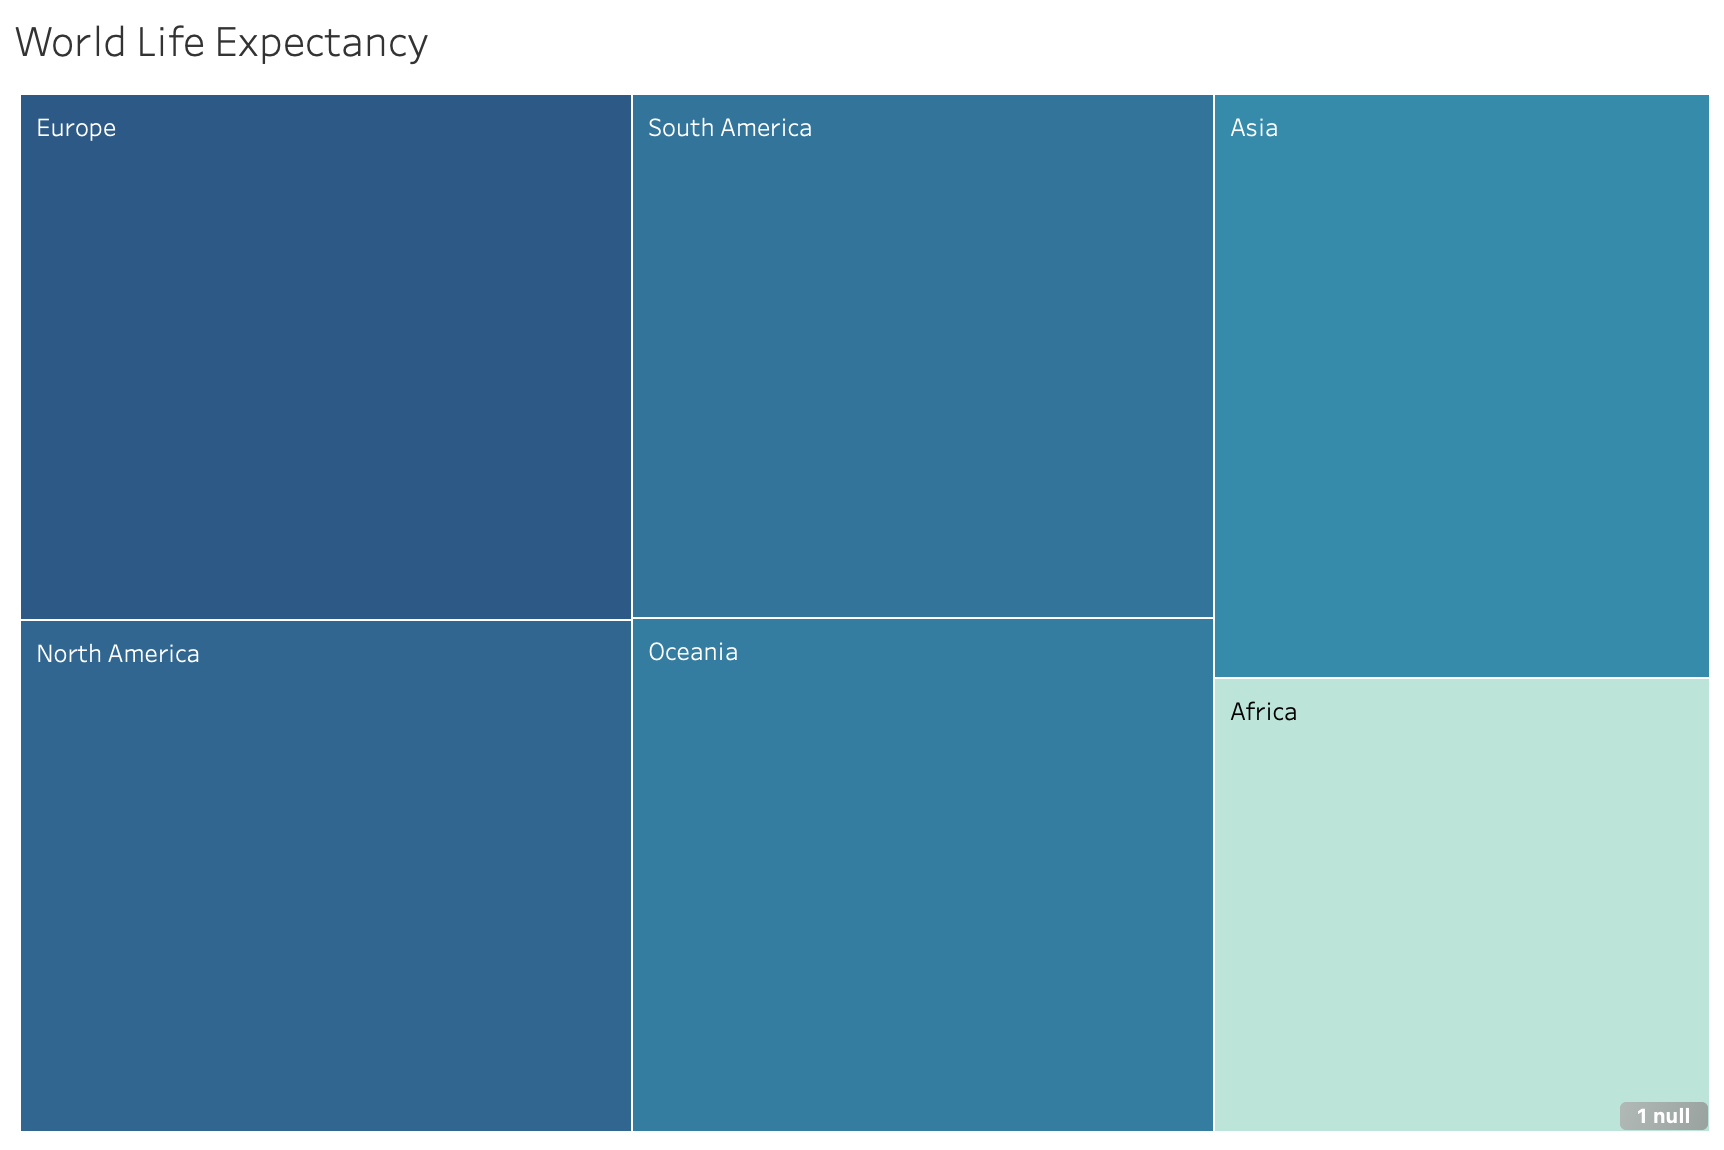 World Life Expectancy
Europe
South America
Asia
North America
Oceania
Africa
1 null